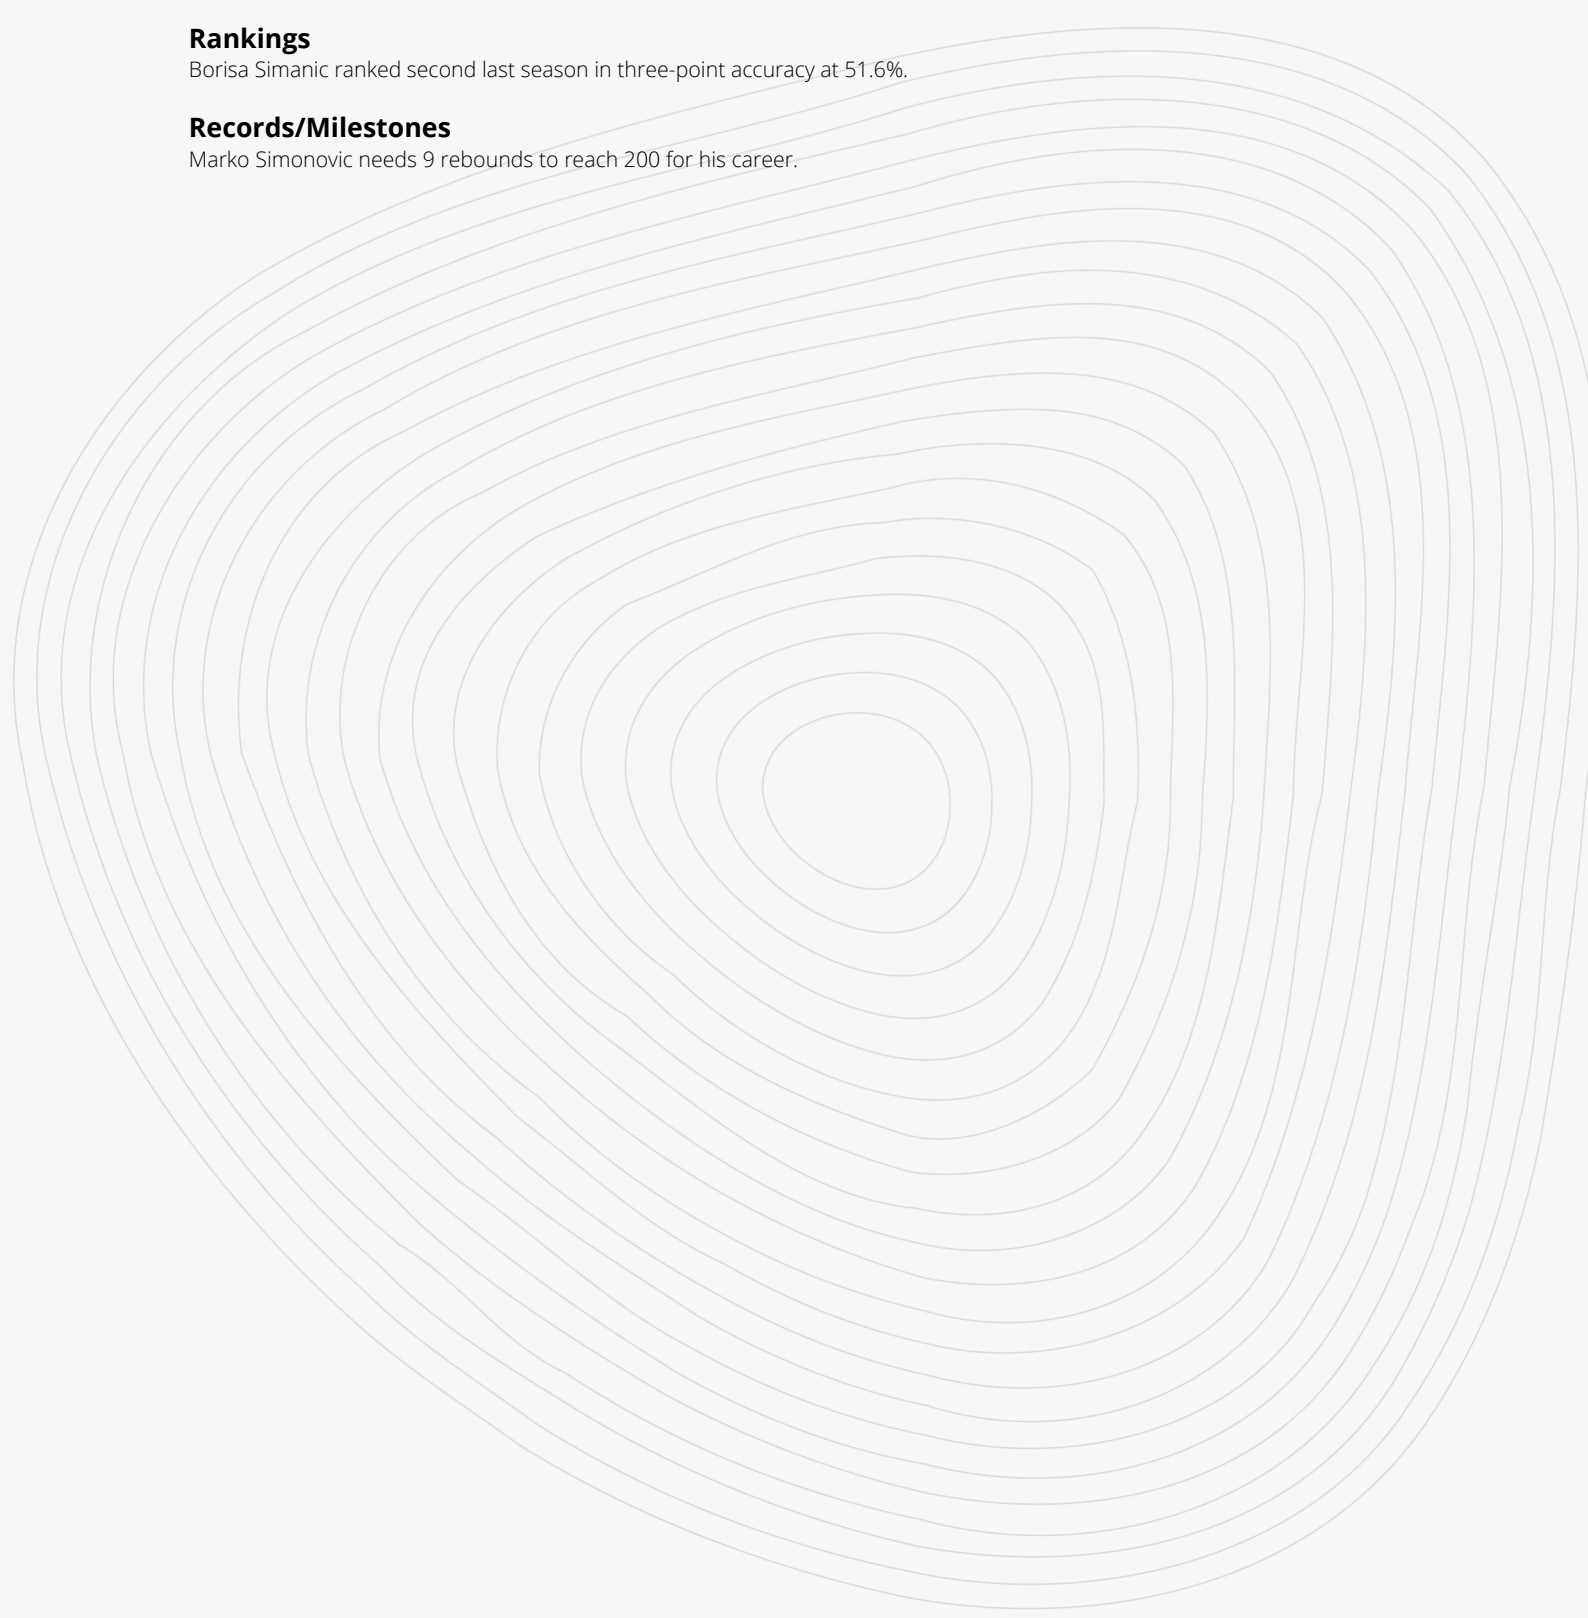 Rankings
Borisa Simanic ranked second last season in three-point accuracy at 51.6%.
Records/Milestones
Marko Simonovic needs 9 rebounds to reach 200 for his career.